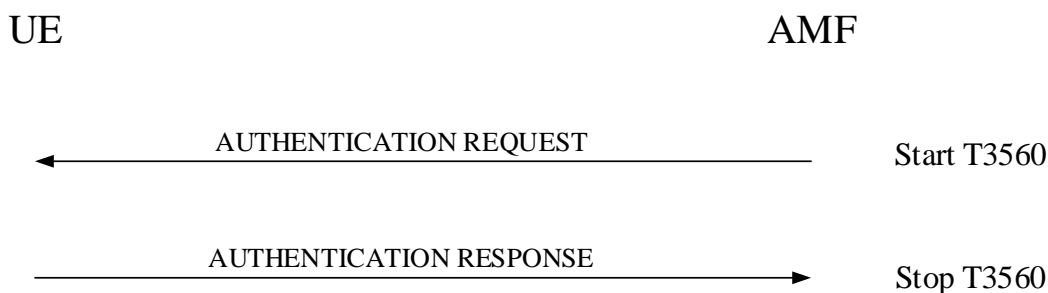 UE AMF
AUTHENTICATION REQUEST Start T3560
AUTHENTICATION RESPONSE Stop T3560